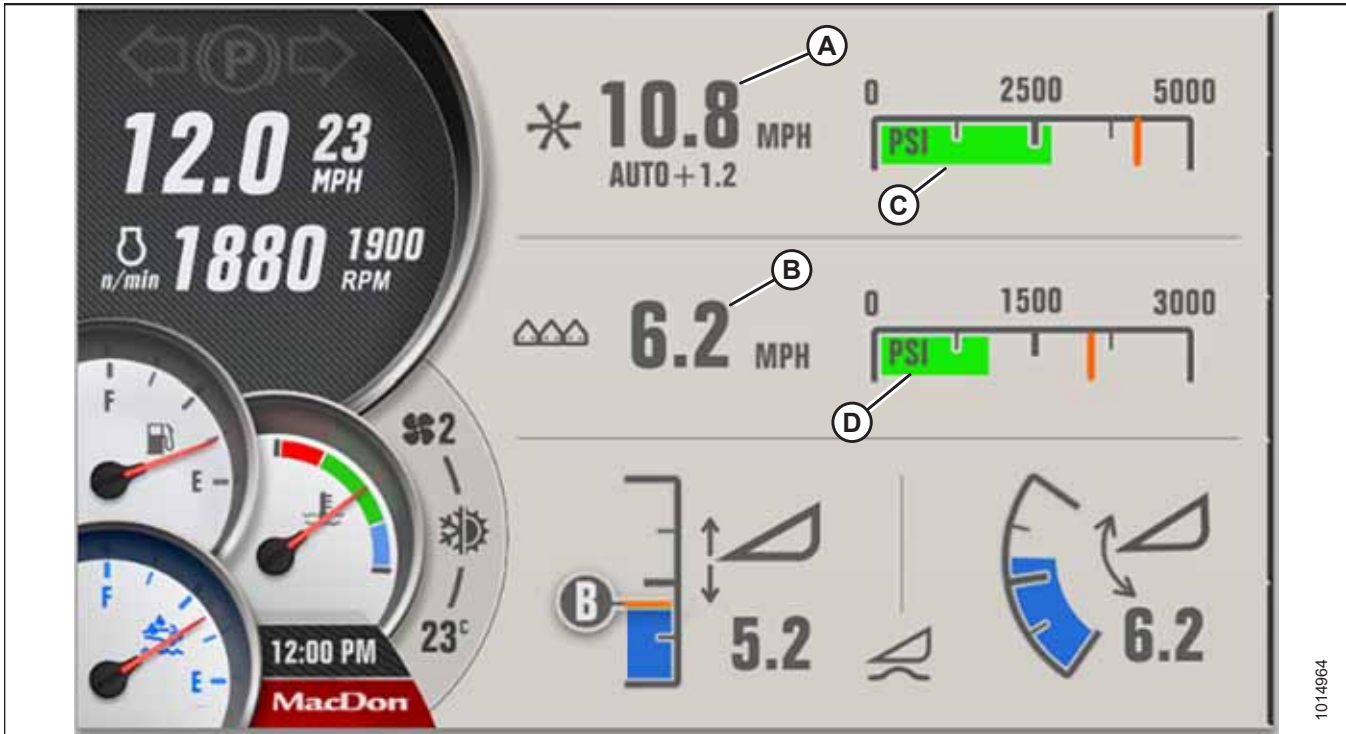 P
12.0 23
MPH
n/min 1880 1900
RPM
F
E
F
E
2
23°C
12:00 PM
MacDon
A
10.8 MPH
AUTO+1.2
0 2500 5000
PSI
C
B
6.2 MPH
0 1500 3000
PSI
D
B
5.2
6.2
1014964